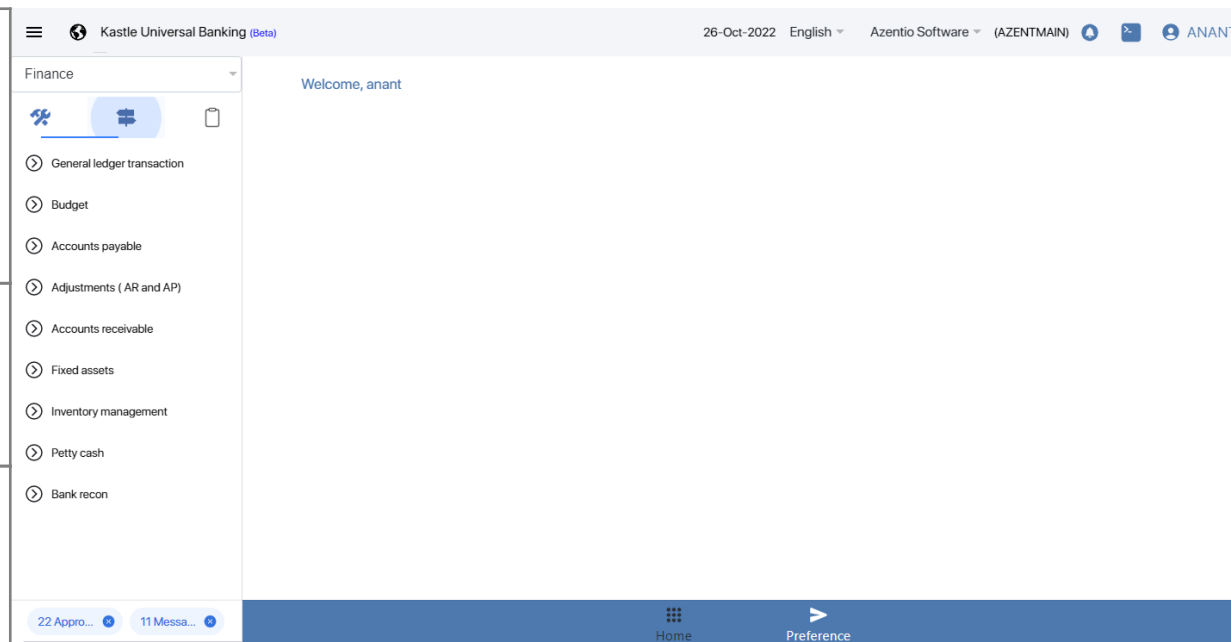 Kastle Universal Banking (Beta) 26-Oct-2022 English Azentio Software (AZENTMAIN) ANANT
Finance
Welcome, anant
General ledger transaction
Budget
Accounts payable
Adjustments ( AR and AP)
Accounts receivable
Fixed assets
Inventory management
Petty cash
Bank recon
22 Appro... 11 Messa...
Home Preference